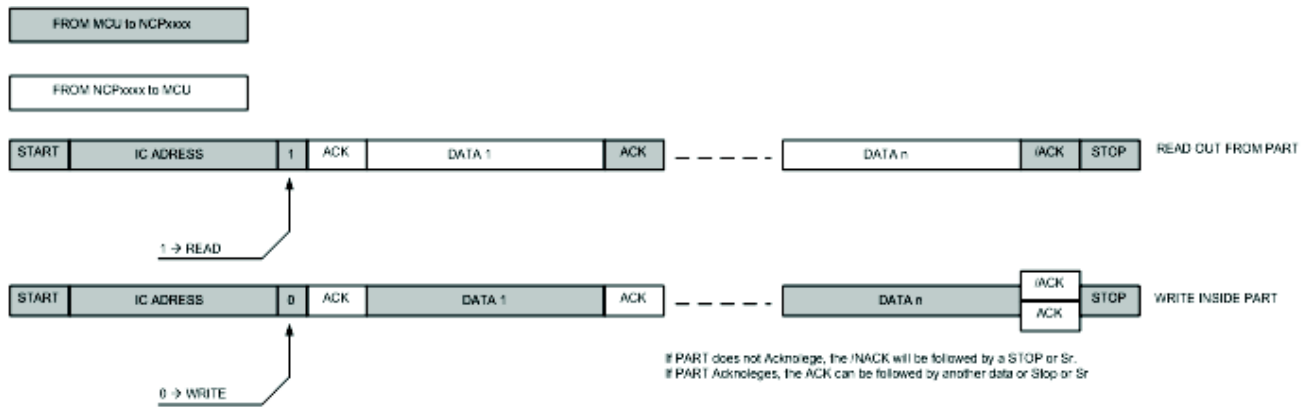 FROM MCU to NCPxxxx
FROM NCPxxxx to MCU
START IC ADRESS 1 ACK DATA 1 ACK DATA n /ACK STOP READ OUT FROM PART
1 → READ
START IC ADRESS 0 ACK DATA 1 ACK DATA n /ACK ACK STOP WRITE INSIDE PART
If PART does not Acknolege, the /NACK will be followed by a STOP or Sr.
If PART Acknoleges, the ACK can be followed by another data or Stop or Sr
0 → WRITE